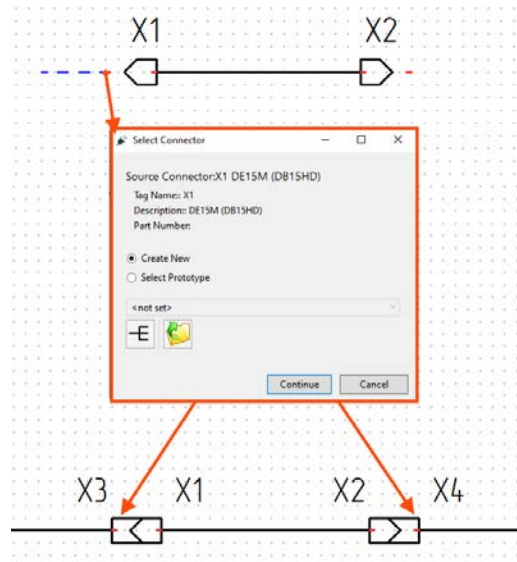 X1 X2
Select Connector
Source Connector:X1 DE15M (DB15HD)
Tag Name:: X1
Description:: DE15M (DB15HD)
Part Number:
Create New
Select Prototype
<not set>
Continue Cancel
X3 X1 X2 X4